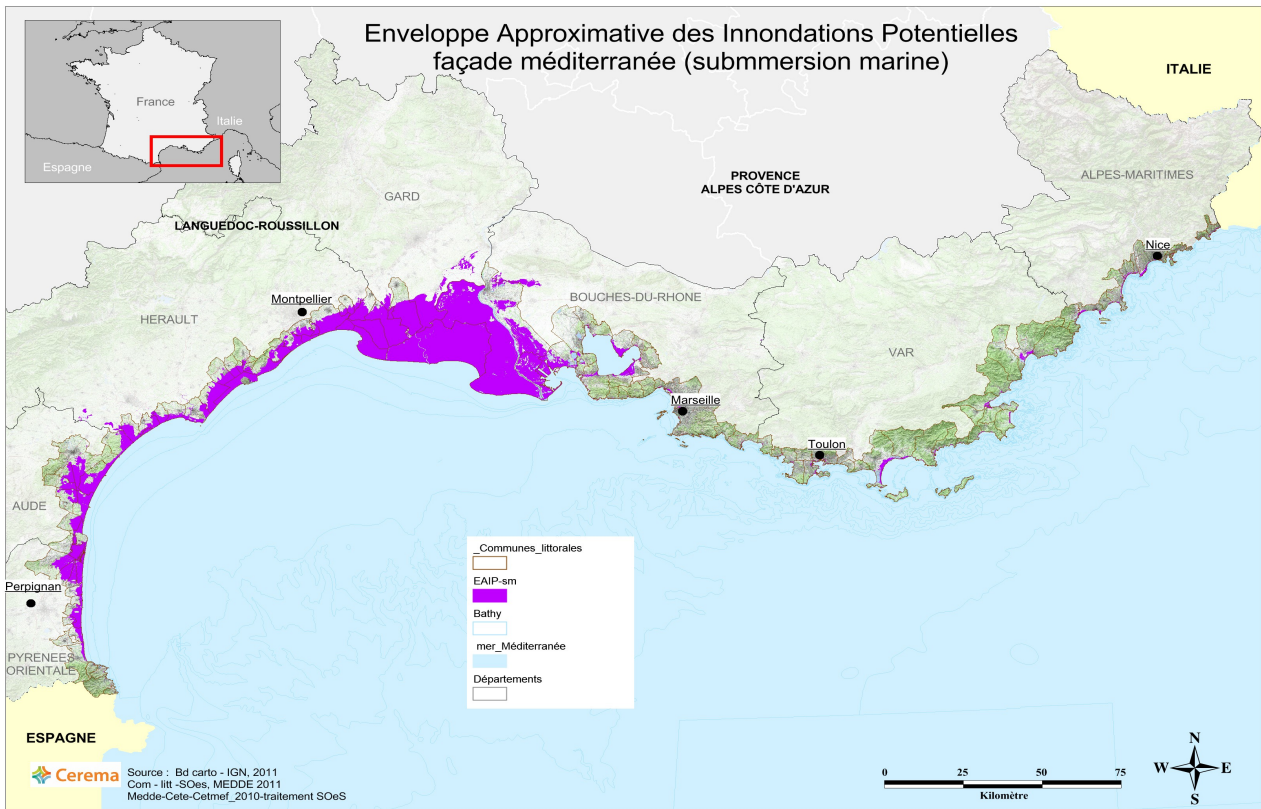 Enveloppe Approximative des Innondations Potentielles
façade méditerranée (submmersion marine)
France
Italie
Espagne
ITALIE
PROVENCE
ALPES CÔTE D'AZUR
ALPES-MARITIMES
GARD
LANGUEDOC-ROUSSILLON
Nice
BOUCHES-DU-RHONE
Montpellier
HERAULT
VAR
Marseille
Toulon
AUDE
Perpignan
PYRENEES
ORIENTALE
ESPAGNE
_Communes_littorales
EAIP-sm
Bathy
mer_Méditerranée
Départements
Cerema
Source : Bd carto - IGN, 2011
Com - litt -SOes, MEDDE 2011
Medde-Cete-Cetmef_2010-traitement SOeS
0 25 50 75
Kilomètre
N
W E
S